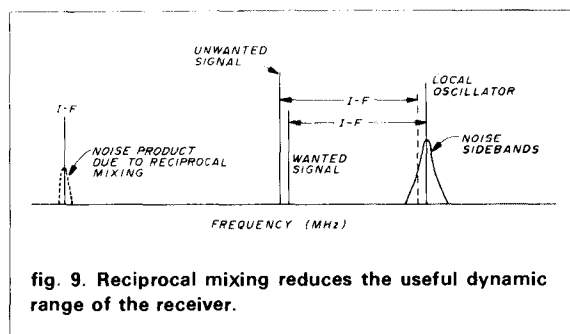 UNWANTED
SIGNAL
LOCAL
OSCILLATOR
I-F
I-F
I-F
NOISE PRODUCT
DUE TO RECIPROCAL
MIXING
WANTED
SIGNAL
NOISE
SIDEBANDS
FREQUENCY (MHz)
fig. 9. Reciprocal mixing reduces the useful dynamic
range of the receiver.